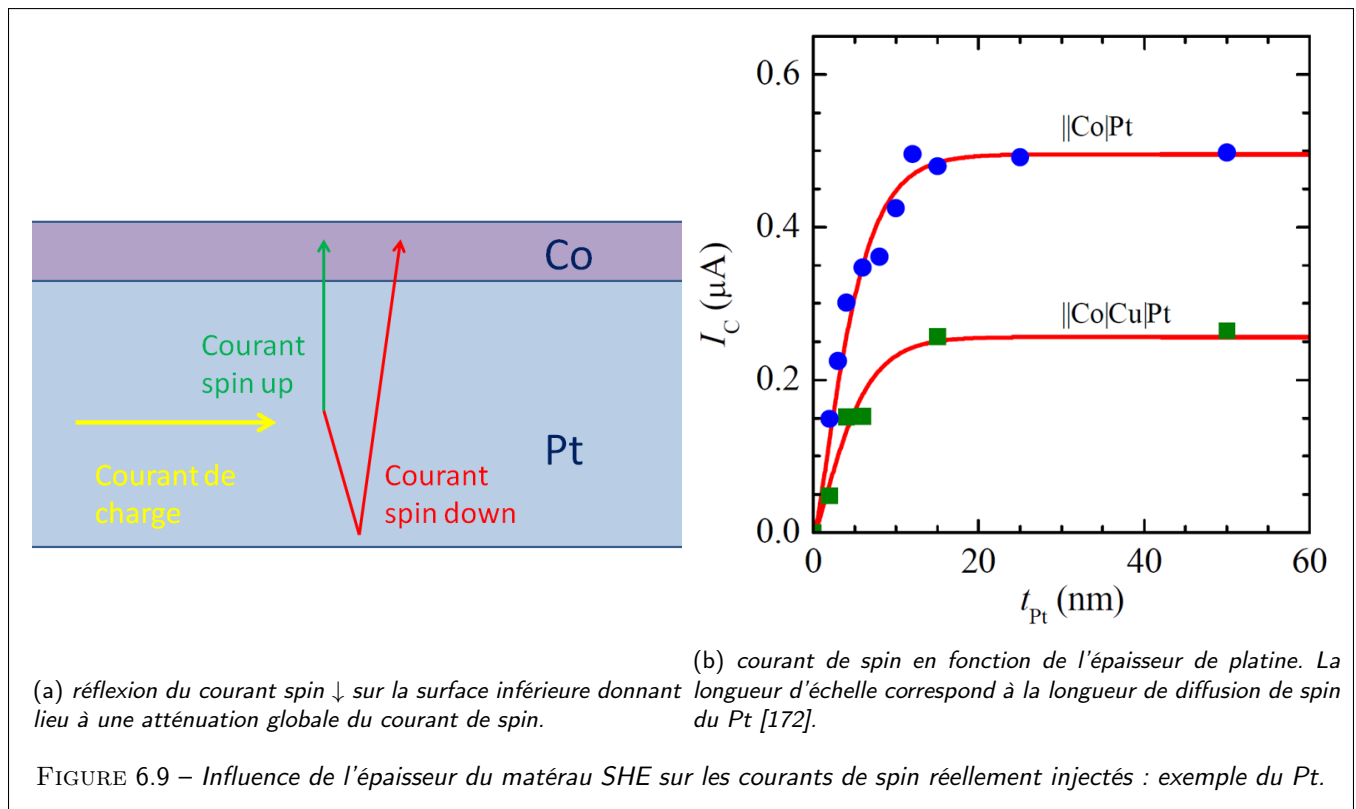 Co
Courant
spin up
Pt
Courant de
charge
Courant
spin down
0.6
0.4
0.2
0.0
I_C (µA)
||Co|Pt
||Co|Cu|Pt
0 20 40 60
t_Pt (nm)
(a) réflexion du courant spin ↓ sur la surface inférieure donnant
lieu à une atténuation globale du courant de spin.
(b) courant de spin en fonction de l'épaisseur de platine. La
longueur d'échelle correspond à la longueur de diffusion de spin
du Pt [172].
FIGURE 6.9 – Influence de l'épaisseur du matérau SHE sur les courants de spin réellement injectés : exemple du Pt.